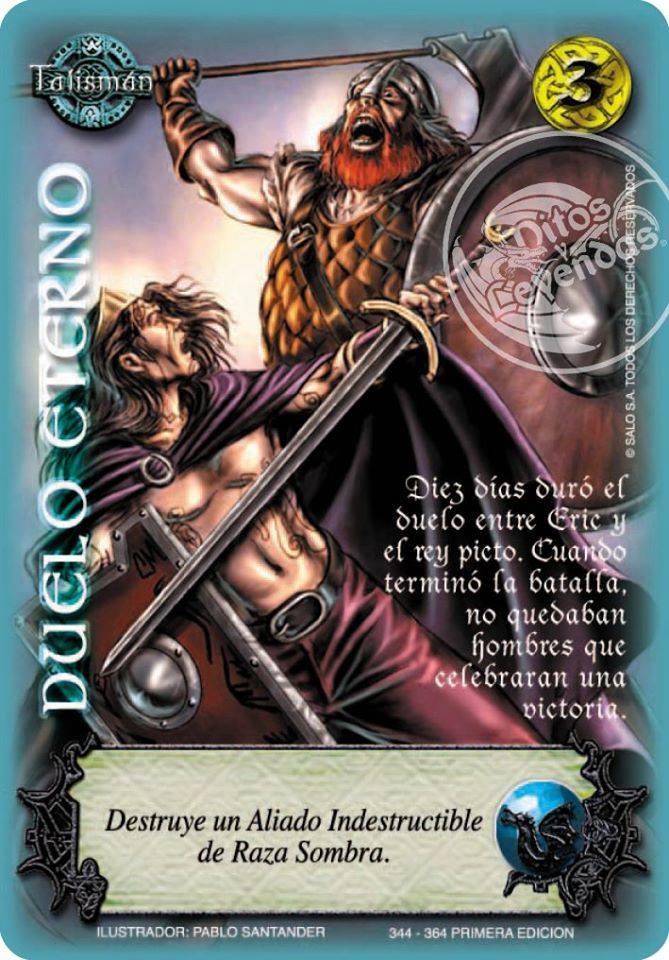 Talismán
3
DUELO ETERNO
Mitos
y
Leyendas
© SALO S.A. TODOS LOS DERECHOS RESERVADOS
Diez días duró el
duelo entre Eric y
el rey picto. Cuando
terminó la batalla,
no quedaban
hombres que
celebraran una
victoria.
Destruye un Aliado Indestructible
de Raza Sombra.
ILUSTRADOR: PABLO SANTANDER
344 - 364 PRIMERA EDICION